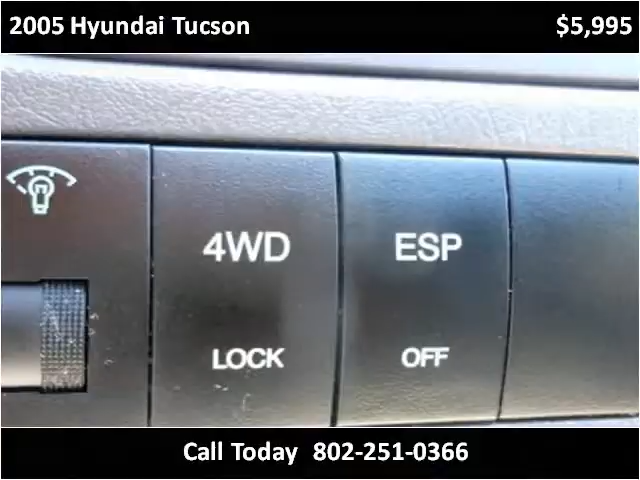 2005 Hyundai Tucson $5,995
4WD ESP
LOCK OFF
Call Today 802-251-0366